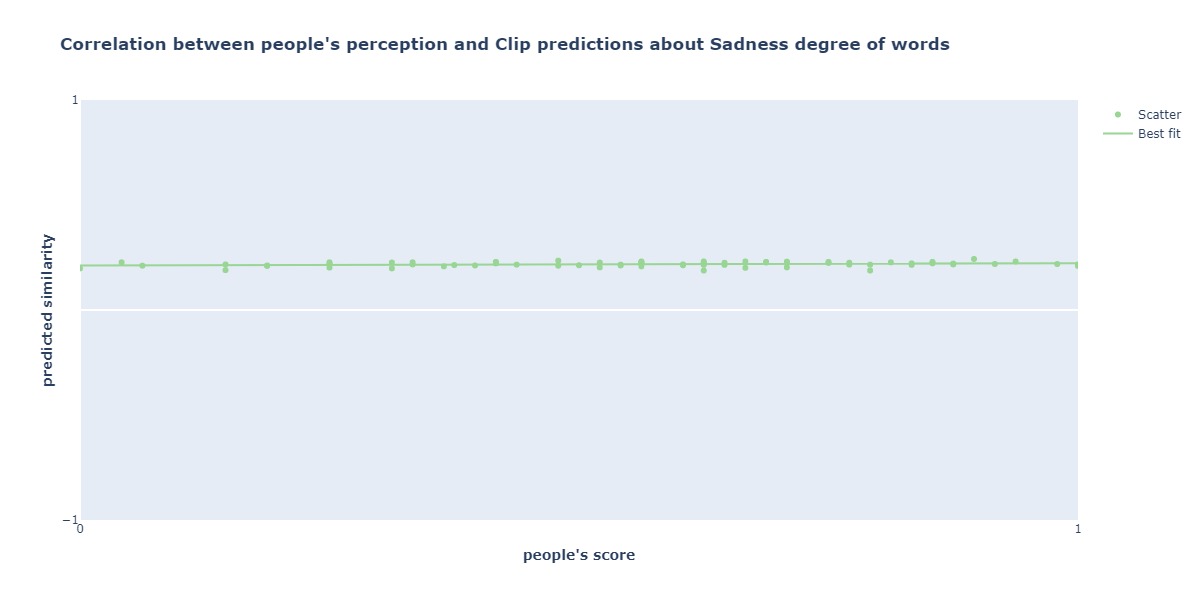 Correlation between people's perception and Clip predictions about Sadness degree of words
1
Scatter
Best fit
predicted similarity
−1
0
1
people's score